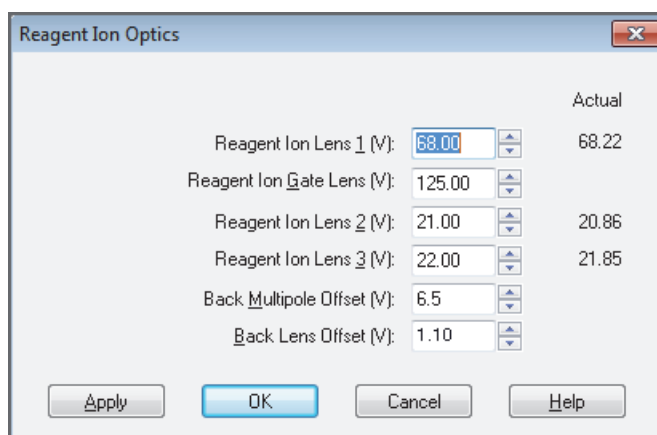 Reagent Ion Optics
Actual
Reagent Ion Lens 1 (V): 68.00 68.22
Reagent Ion Gate Lens (V): 125.00
Reagent Ion Lens 2 (V): 21.00 20.86
Reagent Ion Lens 3 (V): 22.00 21.85
Back Multipole Offset (V): 6.5
Back Lens Offset (V): 1.10
Apply OK Cancel Help